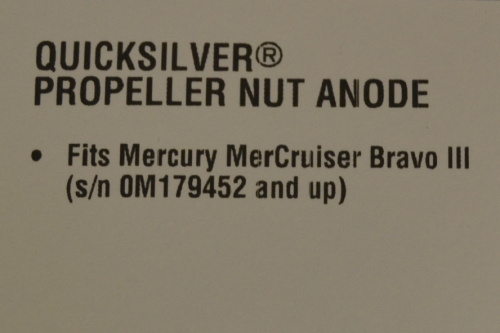 QUICKSILVER®
PROPELLER NUT ANODE
• Fits Mercury MerCruiser Bravo III
(s/n 0M179452 and up)